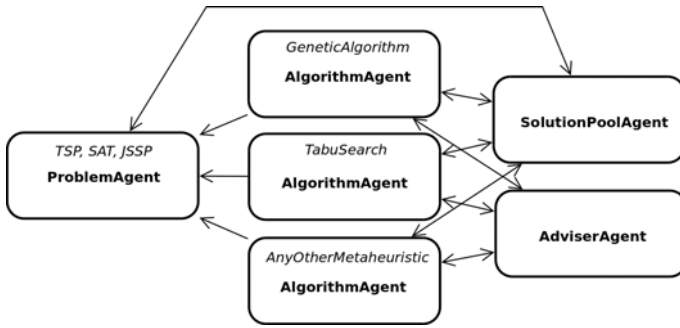 GeneticAlgorithm
AlgorithmAgent
SolutionPoolAgent
TSP, SAT, JSSP
ProblemAgent
TabuSearch
AlgorithmAgent
AdviserAgent
AnyOtherMetaheuristic
AlgorithmAgent